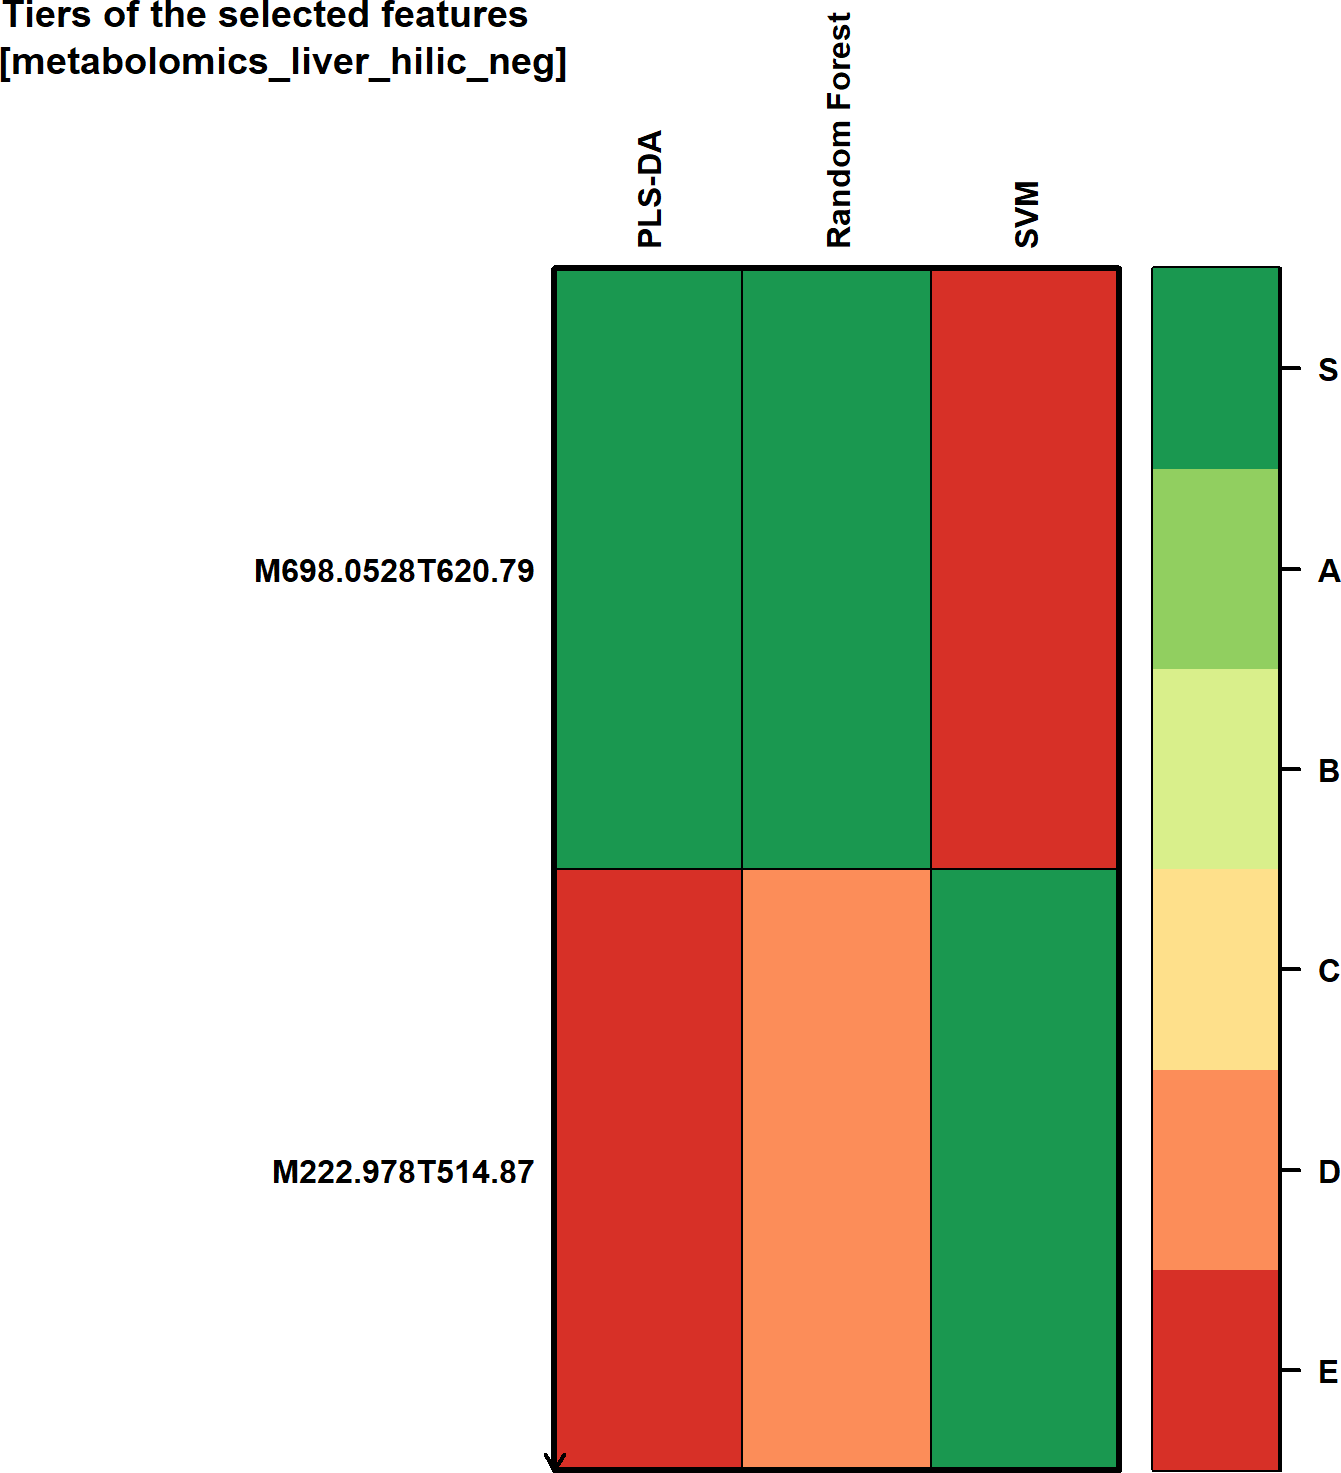 Tiers of the selected features
[metabolomics_liver_hilic_neg]
PLS-DA
Random Forest
SVM
M698.0528T620.79
M222.978T514.87
S
A
B
C
D
E